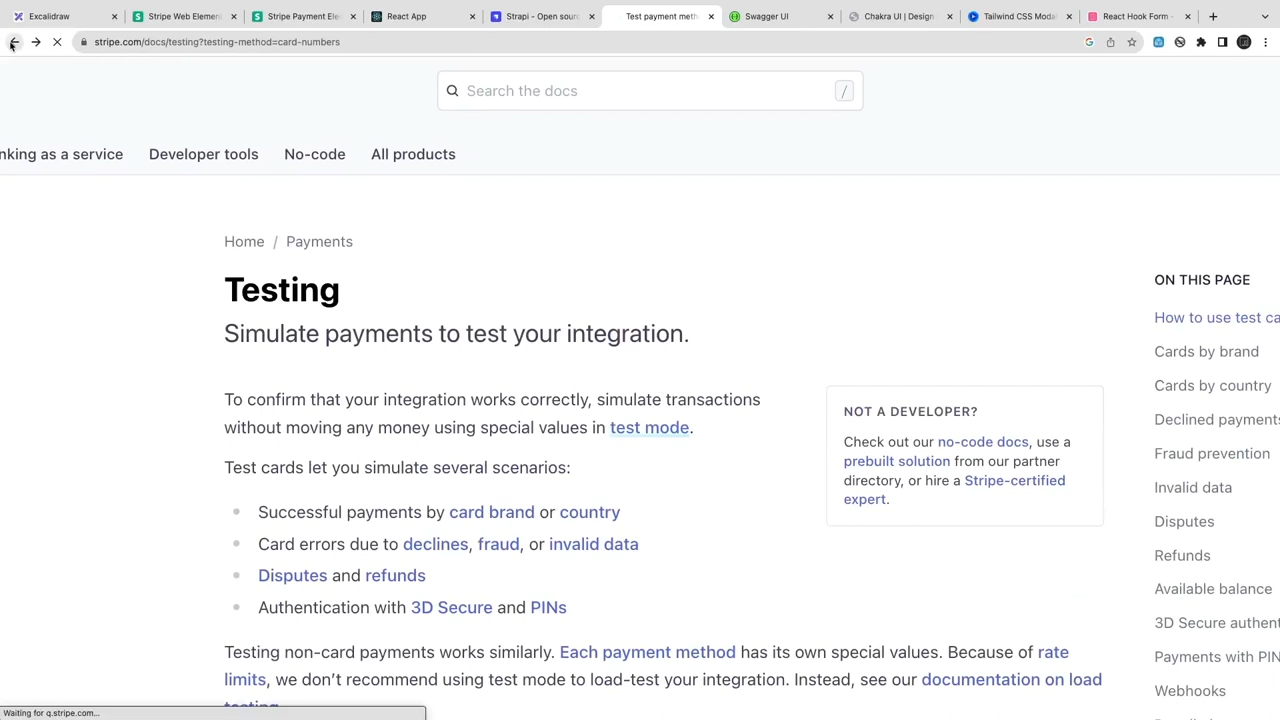 Excalidraw
Stripe Web Elemen
Stripe Payment Ele
React App
Strapi - Open sour
Test payment meth
Swagger UI
Chakra UI | Design
Tailwind CSS Moda
React Hook Form -
stripe.com/docs/testing?testing-method=card-numbers
Search the docs /
nking as a service Developer tools No-code All products
Home / Payments
Testing
Simulate payments to test your integration.
To confirm that your integration works correctly, simulate transactions
without moving any money using special values in test mode.
Test cards let you simulate several scenarios:
Successful payments by card brand or country
Card errors due to declines, fraud, or invalid data
Disputes and refunds
Authentication with 3D Secure and PINs
Testing non-card payments works similarly. Each payment method has its own special values. Because of rate
limits, we don’t recommend using test mode to load-test your integration. Instead, see our documentation on load
testing.
NOT A DEVELOPER?
Check out our no-code docs, use a
prebuilt solution from our partner
directory, or hire a Stripe-certified
expert.
ON THIS PAGE
How to use test ca
Cards by brand
Cards by country
Declined payments
Fraud prevention
Invalid data
Disputes
Refunds
Available balance
3D Secure authent
Payments with PIN
Webhooks
Waiting for q.stripe.com...